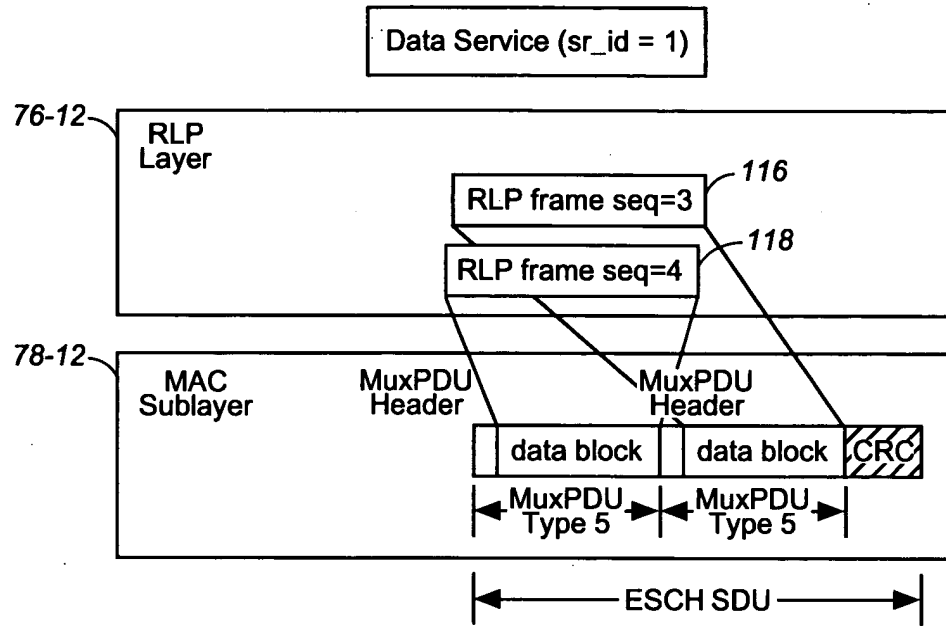 Data Service (sr_id = 1)
76-12
RLP
Layer
116
RLP frame seq=3
118
RLP frame seq=4
78-12
MAC
Sublayer
MuxPDU
Header
MuxPDU
Header
data block
data block
CRC
MuxPDU
Type 5
MuxPDU
Type 5
ESCH SDU